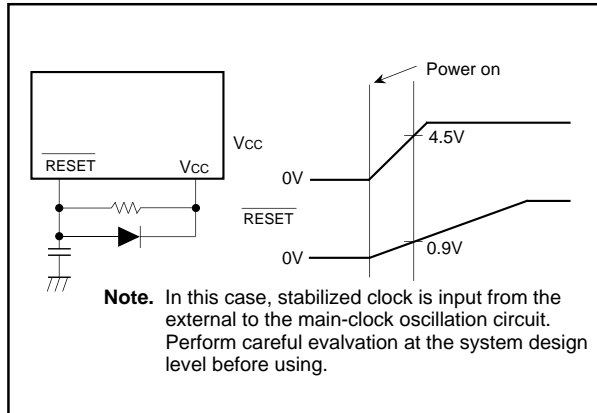 Power on
VCC
RESET
VCC
4.5V
0V
RESET
0.9V
0V
Note. In this case, stabilized clock is input from the
external to the main-clock oscillation circuit.
Perform careful evalvation at the system design
level before using.